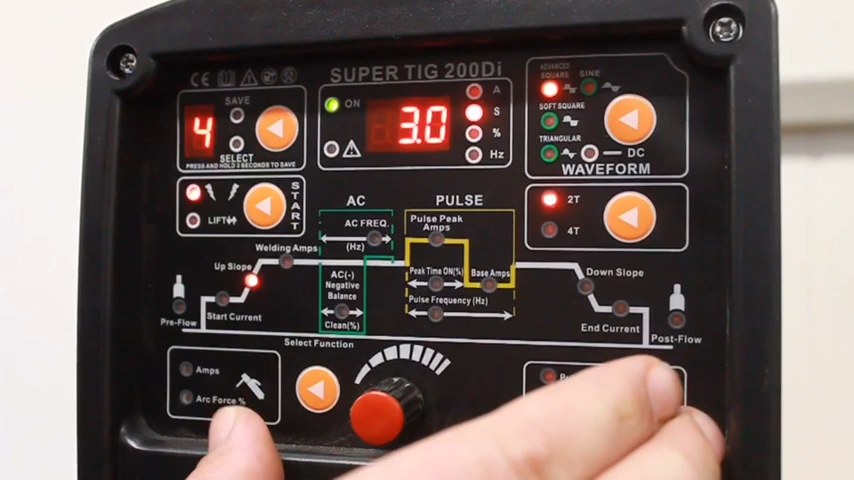 CE
SUPER TIG 200Di
SAVE
4
SELECT
PRESS AND HOLD 3 SECONDS TO SAVE
ON
3.0
A
S
%
Hz
ADVANCED
SQUARE
SINE
SOFT SQUARE
TRIANGULAR
DC
WAVEFORM
LIFT
START
2T
4T
AC
PULSE
AC FREQ.
(Hz)
Pulse Peak
Amps
Welding Amps
Up Slope
AC(-)
Negative
Balance
Clean(%)
Peak Time ON(%)
Base Amps
Pulse Frequency (Hz)
Down Slope
Pre-Flow
Start Current
End Current
Post-Flow
Select Function
Amps
Arc Force %